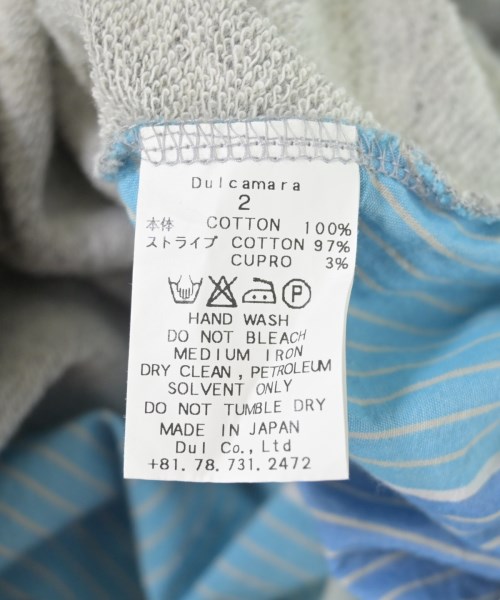 Dulcamara
2
本体 COTTON 100%
ストライプ COTTON 97%
CUPRO 3%
P
HAND WASH
DO NOT BLEACH
MEDIUM IRON
DRY CLEAN, PETROLEUM
SOLVENT ONLY
DO NOT TUMBLE DRY
MADE IN JAPAN
Dul Co., Ltd
+81. 78. 731. 2472